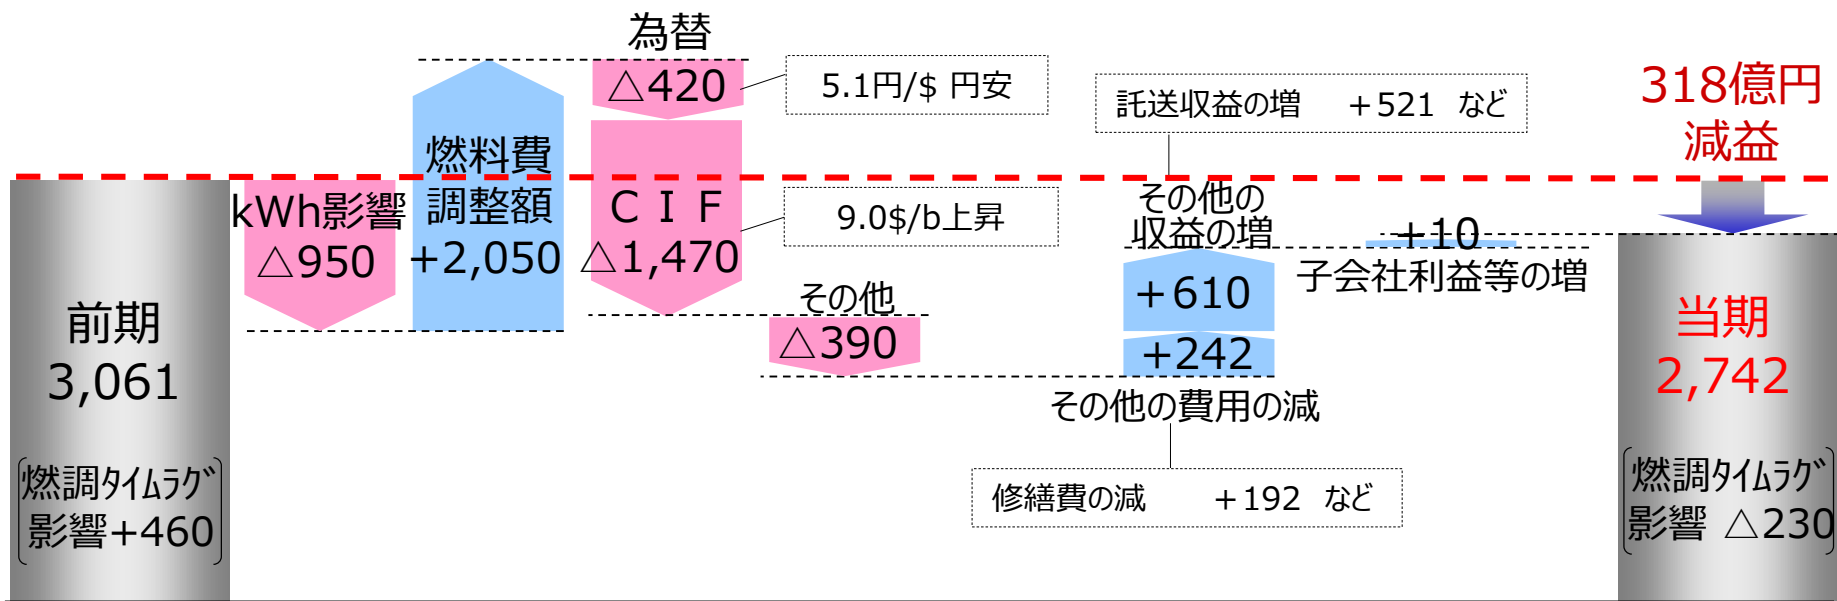 前期
3,061
燃調ﾀｲﾑﾗｸﾞ
影響+460
kWh影響
△950
燃料費
調整額
+2,050
為替
△420
5.1円/$ 円安
ＣＩＦ
△1,470
9.0$/b上昇
その他
△390
託送収益の増　+521 など
その他の
収益の増
+610
+242
その他の費用の減
修繕費の減　+192 など
+10
子会社利益等の増
318億円
減益
当期
2,742
燃調ﾀｲﾑﾗｸﾞ
影響 △230